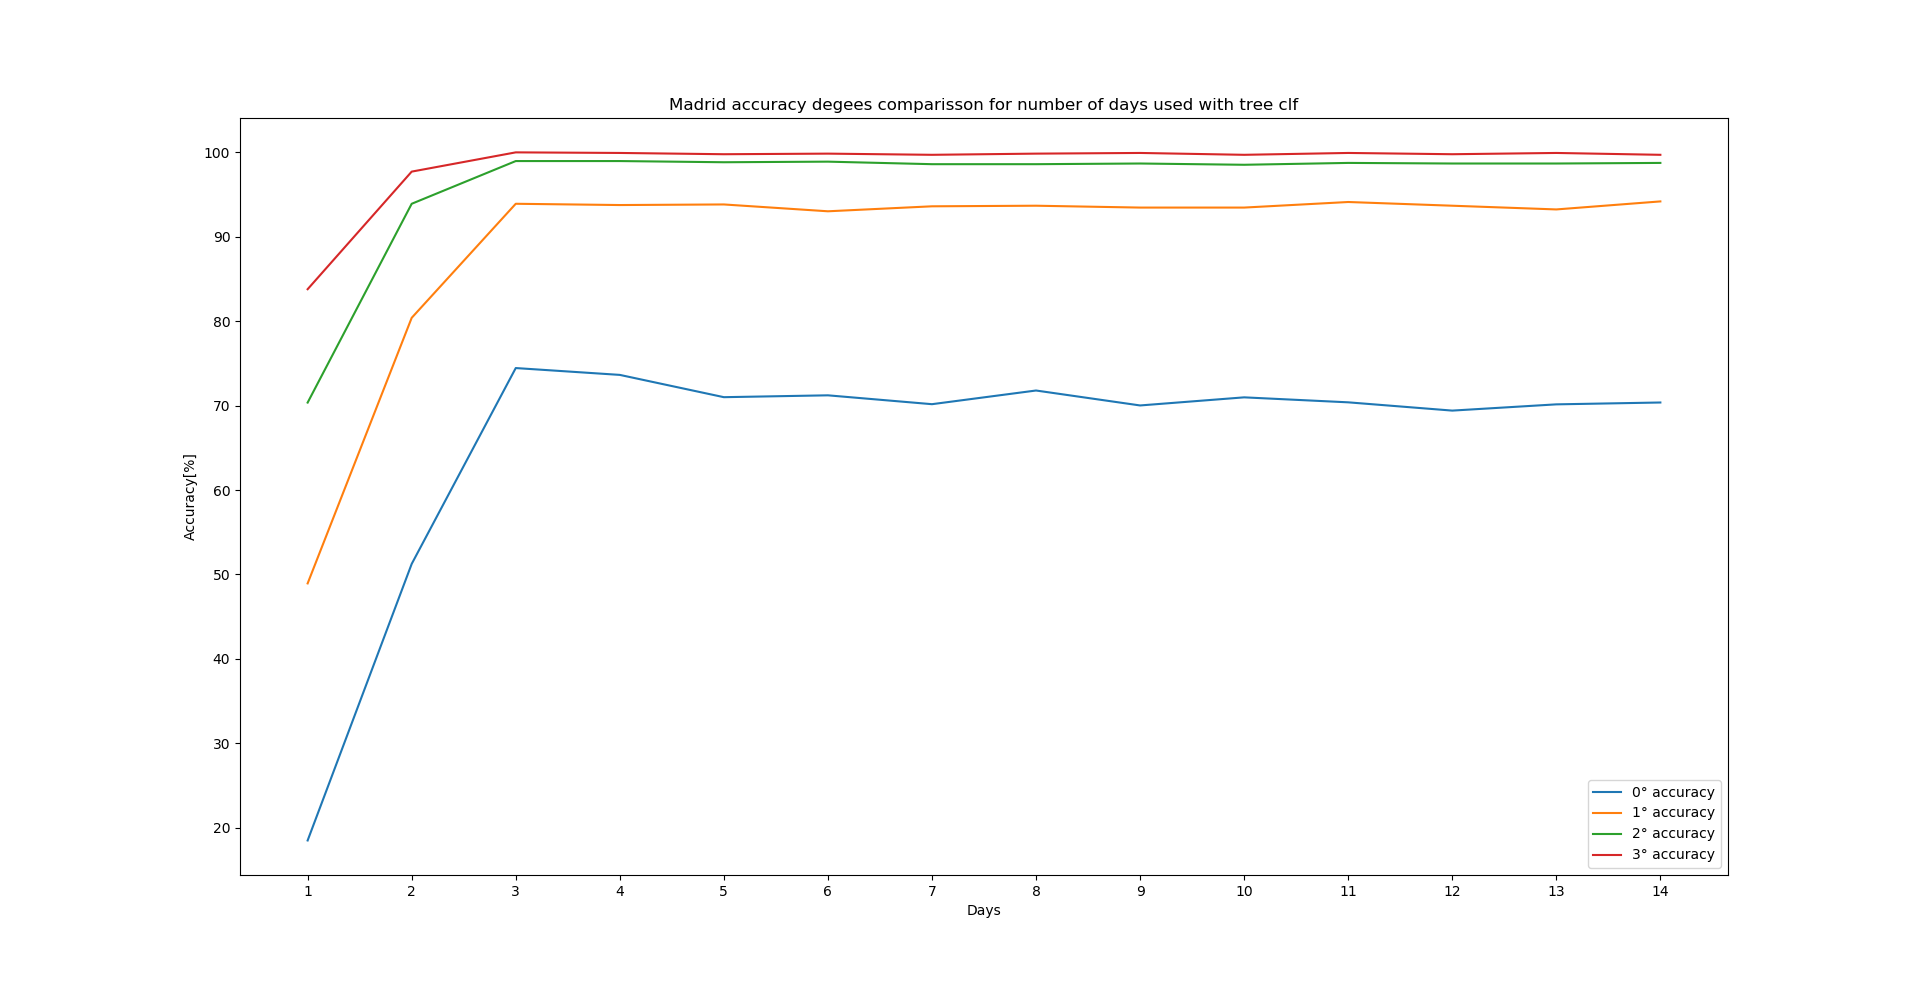 Madrid accuracy degees comparisson for number of days used with tree clf
100
90
80
70
60
50
40
30
20
Accuracy[%]
1 2 3 4 5 6 7 8 9 10 11 12 13 14
Days
0° accuracy
1° accuracy
2° accuracy
3° accuracy